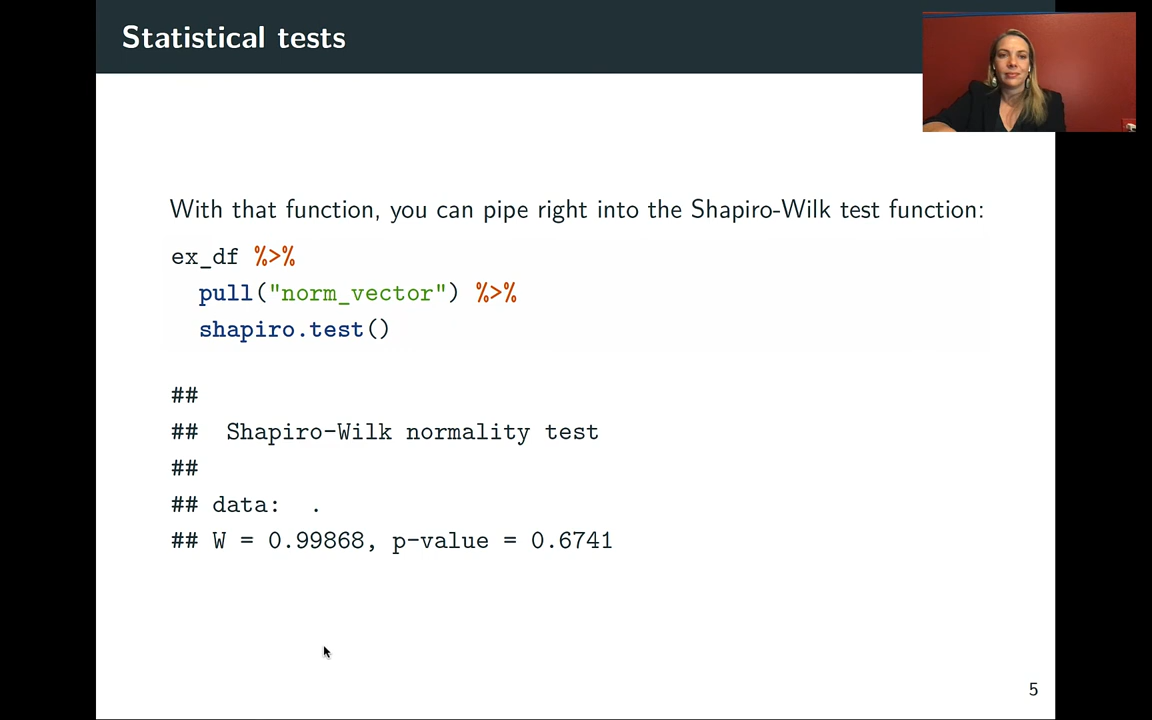 Statistical tests
With that function, you can pipe right into the Shapiro-Wilk test function:
ex_df %>%
  pull("norm_vector") %>%
  shapiro.test()
##
##  Shapiro-Wilk normality test
##
## data:  .
## W = 0.99868, p-value = 0.6741
5